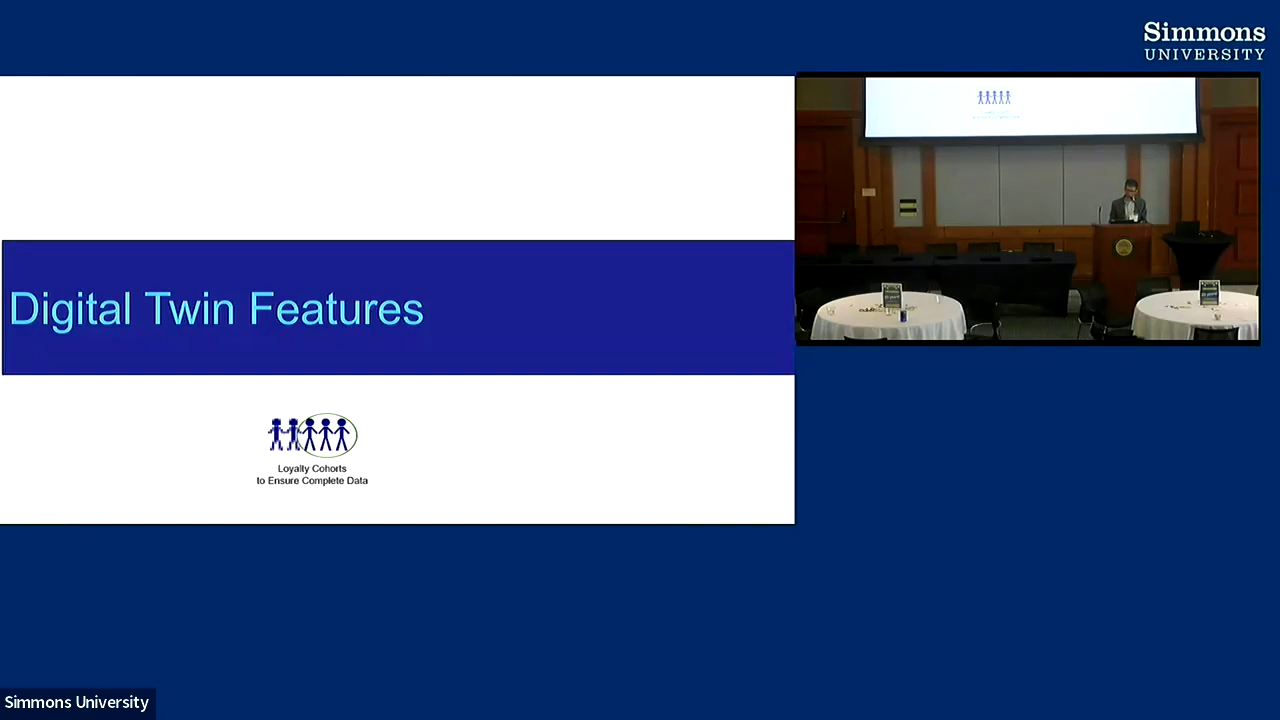 Simmons
UNIVERSITY
Digital Twin Features
Loyalty Cohorts
to Ensure Complete Data
Simmons University